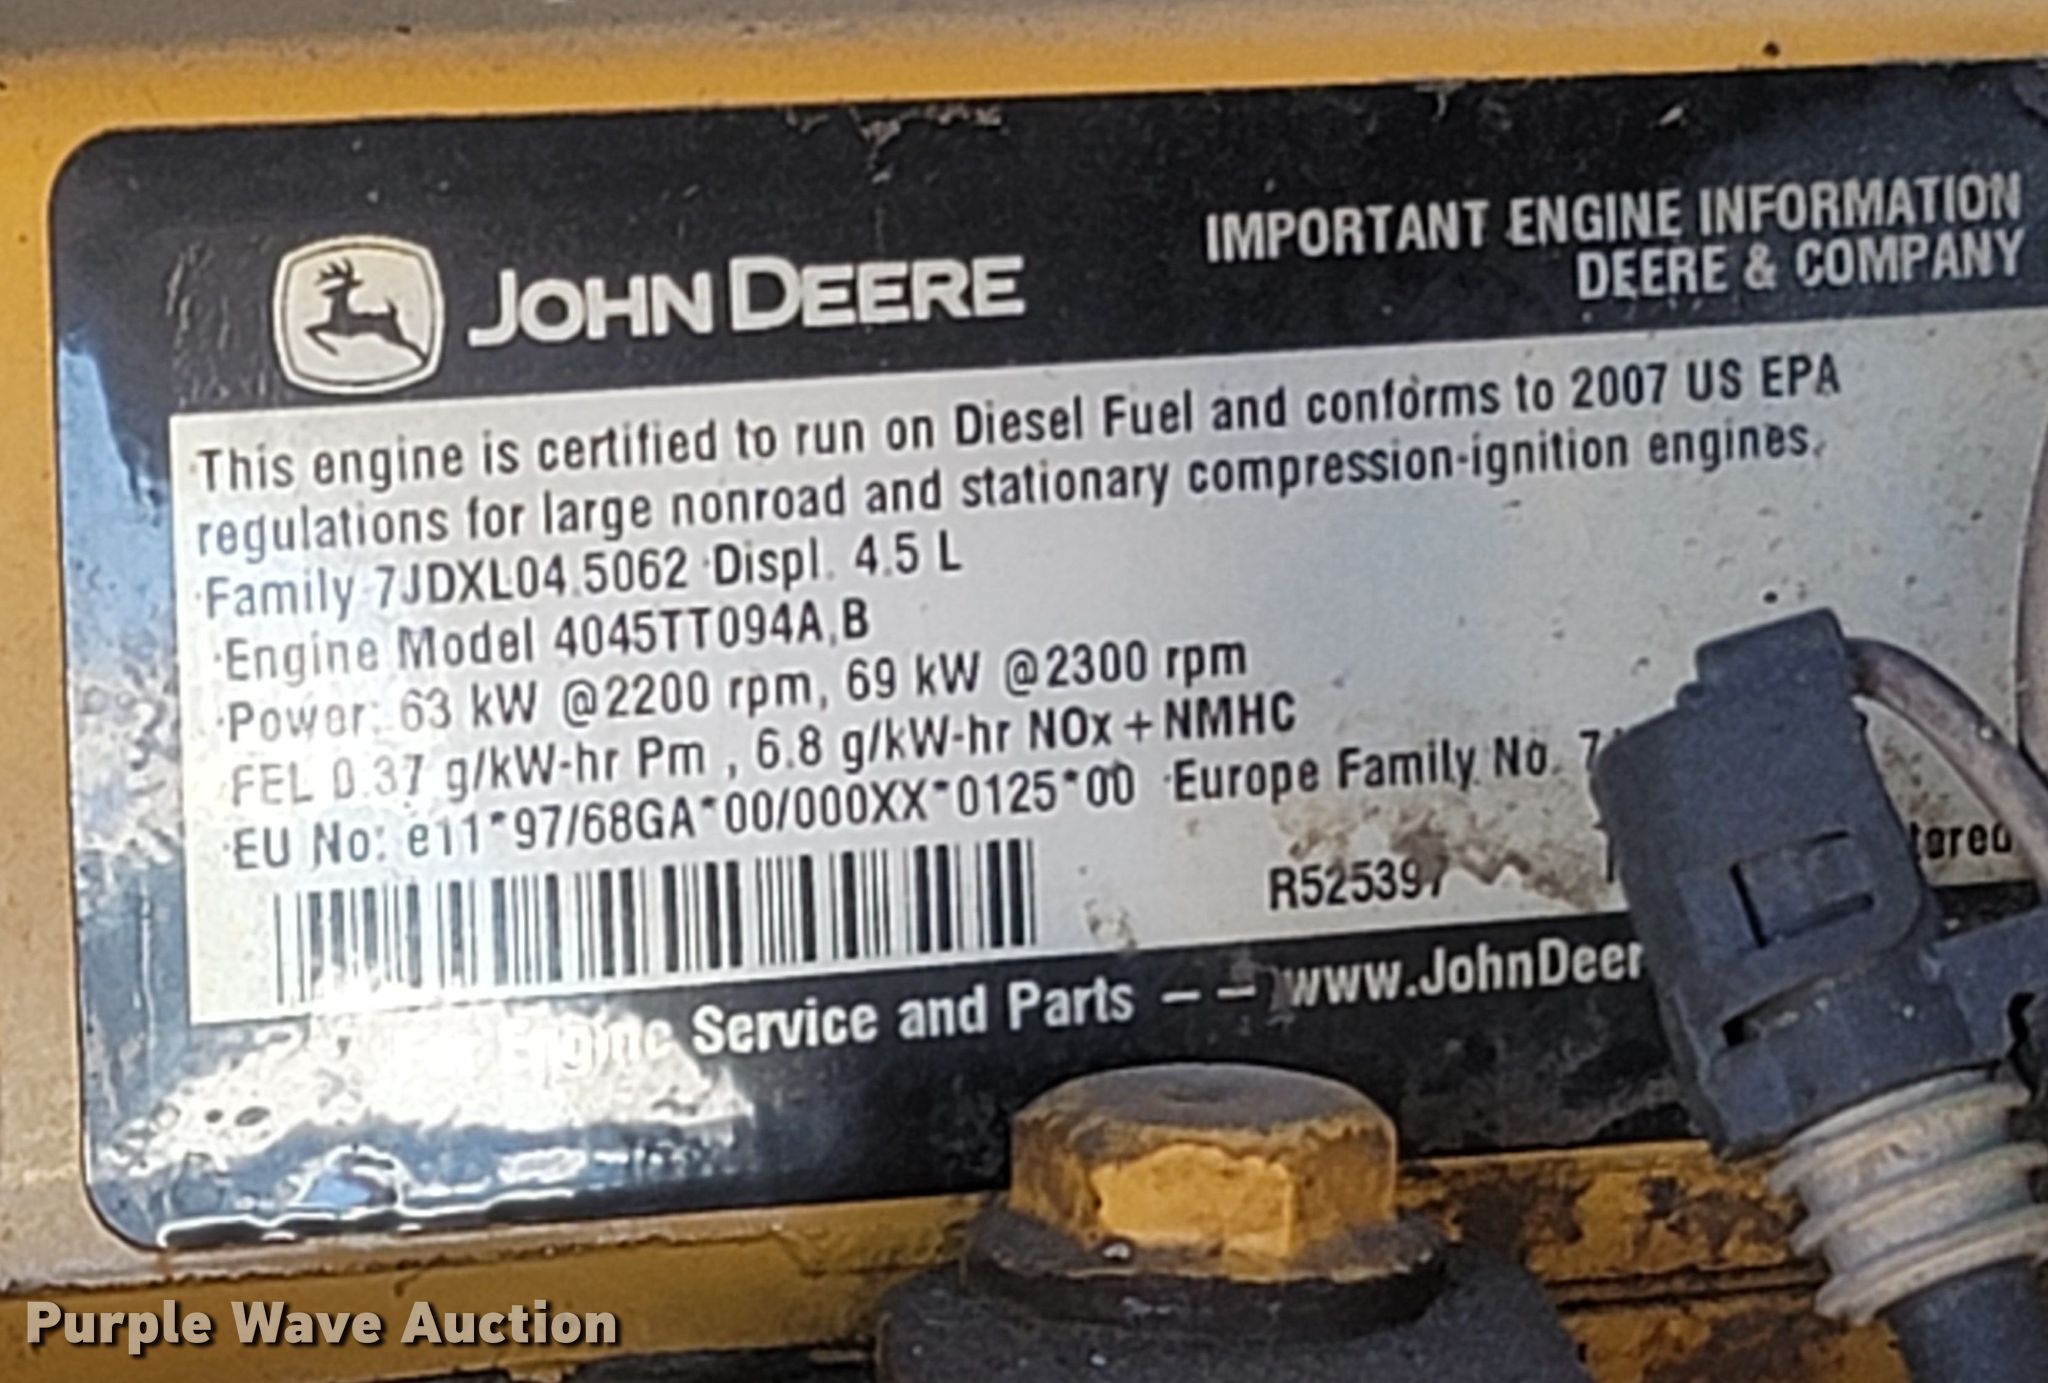 JOHN DEERE
IMPORTANT ENGINE INFORMATION
DEERE & COMPANY
This engine is certified to run on Diesel Fuel and conforms to 2007 US EPA
regulations for large nonroad and stationary compression-ignition engines.
Family 7JDXL04.5062 Displ. 4.5 L
Engine Model 4045TT094A,B
Power: 63 kW @2200 rpm, 69 kW @2300 rpm
FEL 0.37 g/kW-hr Pm , 6.8 g/kW-hr NOx + NMHC
EU No: e11*97/68GA*00/000XX*0125*00 Europe Family No.
R525397
Engine Service and Parts -- www.JohnDeer
Purple Wave Auction